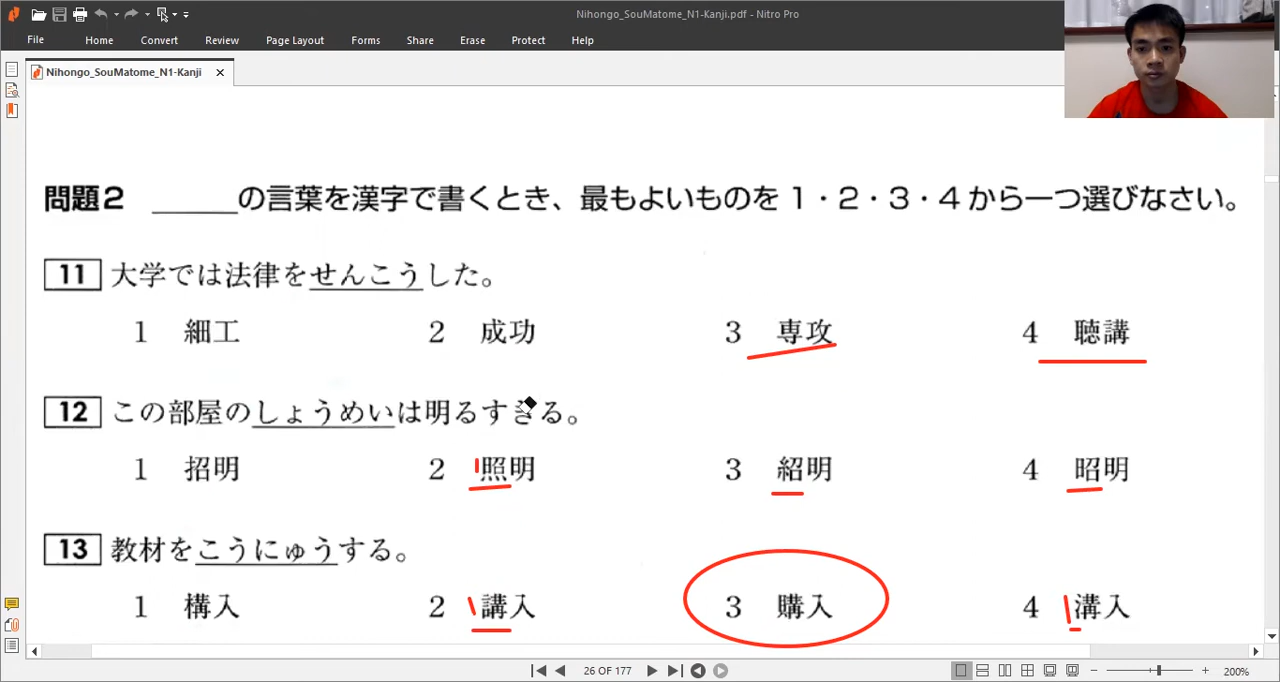 Nihongo_SouMatome_N1-Kanji.pdf - Nitro Pro
File Home Convert Review Page Layout Forms Share Erase Protect Help
Nihongo_SouMatome_N1-Kanji ×
問題2 ______の言葉を漢字で書くとき、最もよいものを1・2・3・4から一つ選びなさい。
11 大学では法律をせんこうした。
1 細工 2 成功 3 専攻 4 聴講
12 この部屋のしょうめいは明るすぎる。
1 招明 2 照明 3 紹明 4 昭明
13 教材をこうにゅうする。
1 構入 2 講入 3 購入 4 溝入
26 OF 177
200%